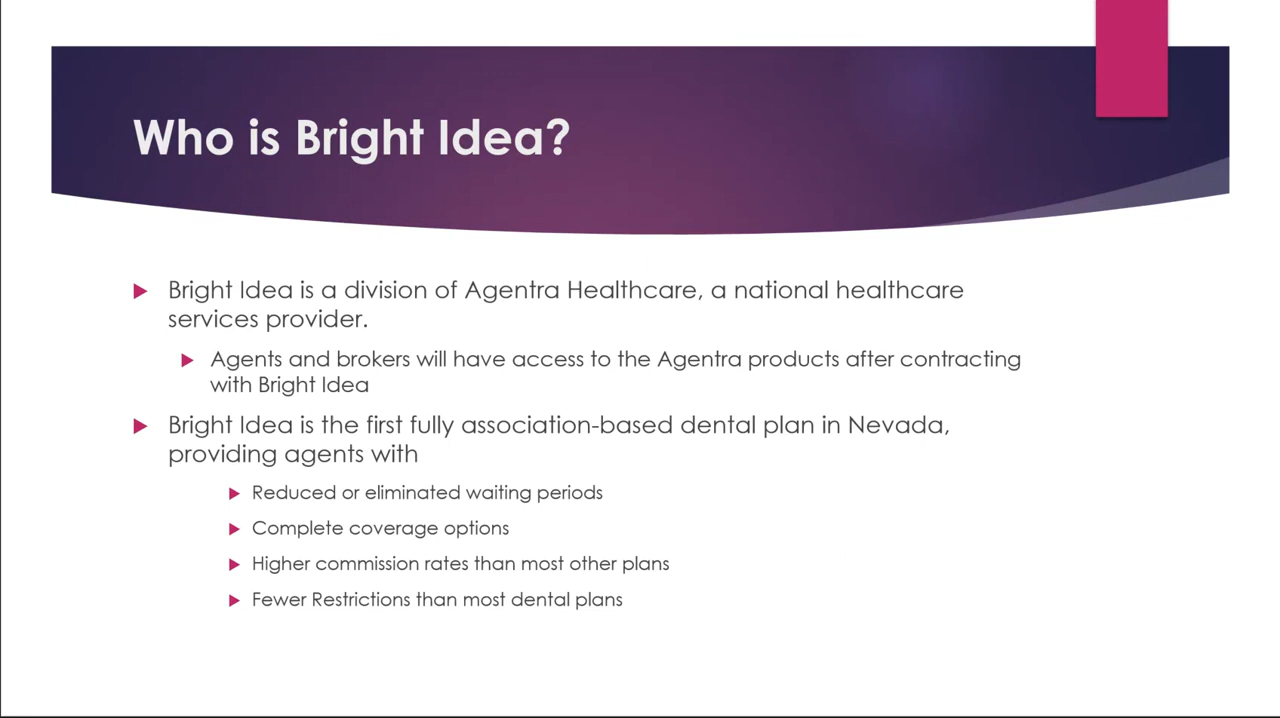 Who is Bright Idea?
Bright Idea is a division of Agentra Healthcare, a national healthcare
services provider.
Agents and brokers will have access to the Agentra products after contracting
with Bright Idea
Bright Idea is the first fully association-based dental plan in Nevada,
providing agents with
Reduced or eliminated waiting periods
Complete coverage options
Higher commission rates than most other plans
Fewer Restrictions than most dental plans